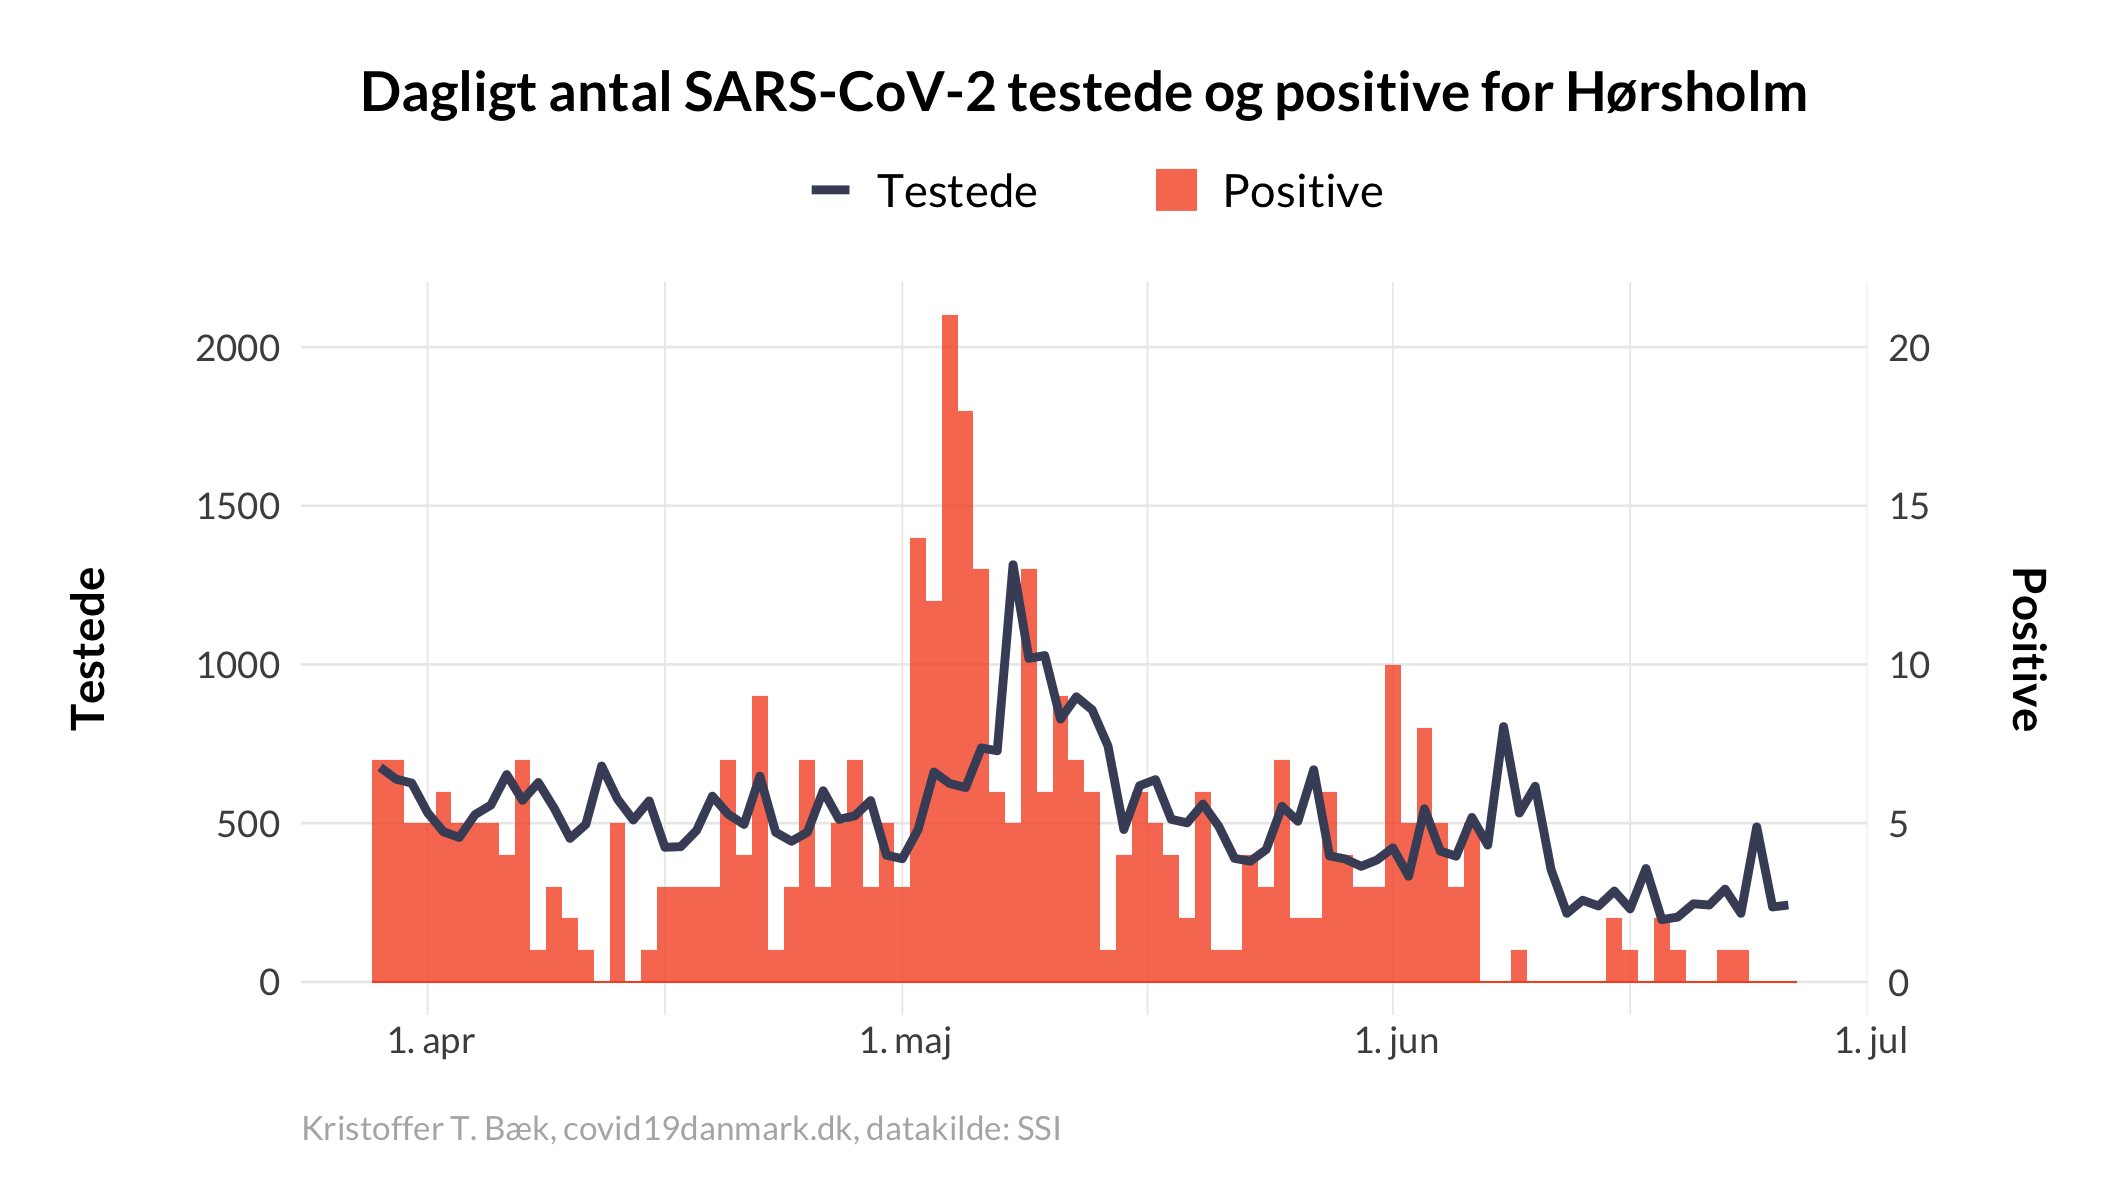 Dagligt antal SARS-CoV-2 testede og positive for Hørsholm
Testede
Positive
2000
1500
1000
500
0
Testede
20
15
10
5
0
Positive
1. apr
1. maj
1. jun
1. jul
Kristoffer T. Bæk, covid19danmark.dk, datakilde: SSI